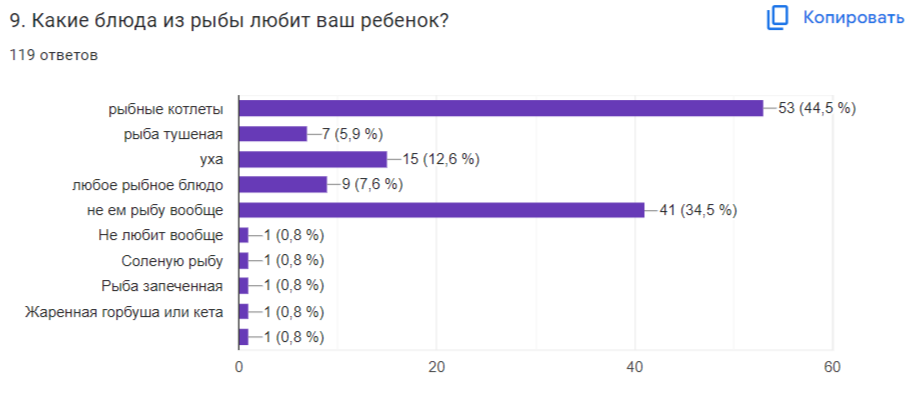 9. Какие блюда из рыбы любит ваш ребенок?
Копировать
119 ответов
рыбные котлеты 53 (44,5 %)
рыба тушеная 7 (5,9 %)
уха 15 (12,6 %)
любое рыбное блюдо 9 (7,6 %)
не ем рыбу вообще 41 (34,5 %)
Не любит вообще 1 (0,8 %)
Соленую рыбу 1 (0,8 %)
Рыба запеченная 1 (0,8 %)
Жаренная горбуша или кета 1 (0,8 %)
1 (0,8 %)
0 20 40 60